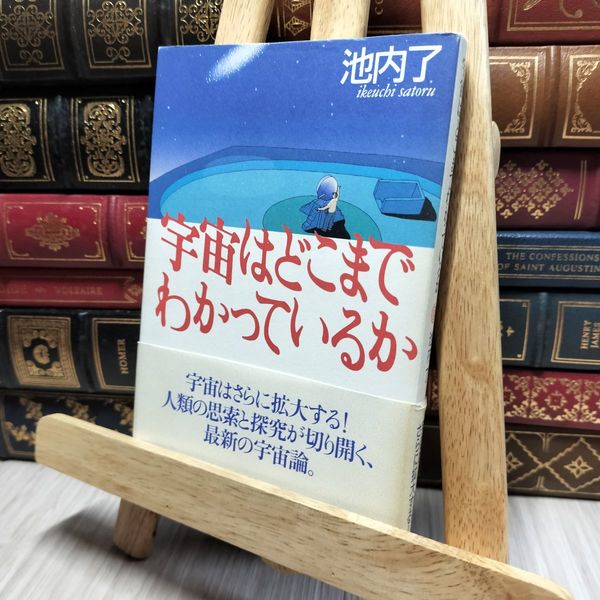 池内了
ikeuchi satoru
宇宙はどこまで
わかっているか
宇宙はさらに拡大する!
人類の思索と探究が切り開く、
最新の宇宙論。
VOLTAIRE
HOMER
THE CONFESSIONS
OF SAINT AUGUSTINE
HENRY
JAMES